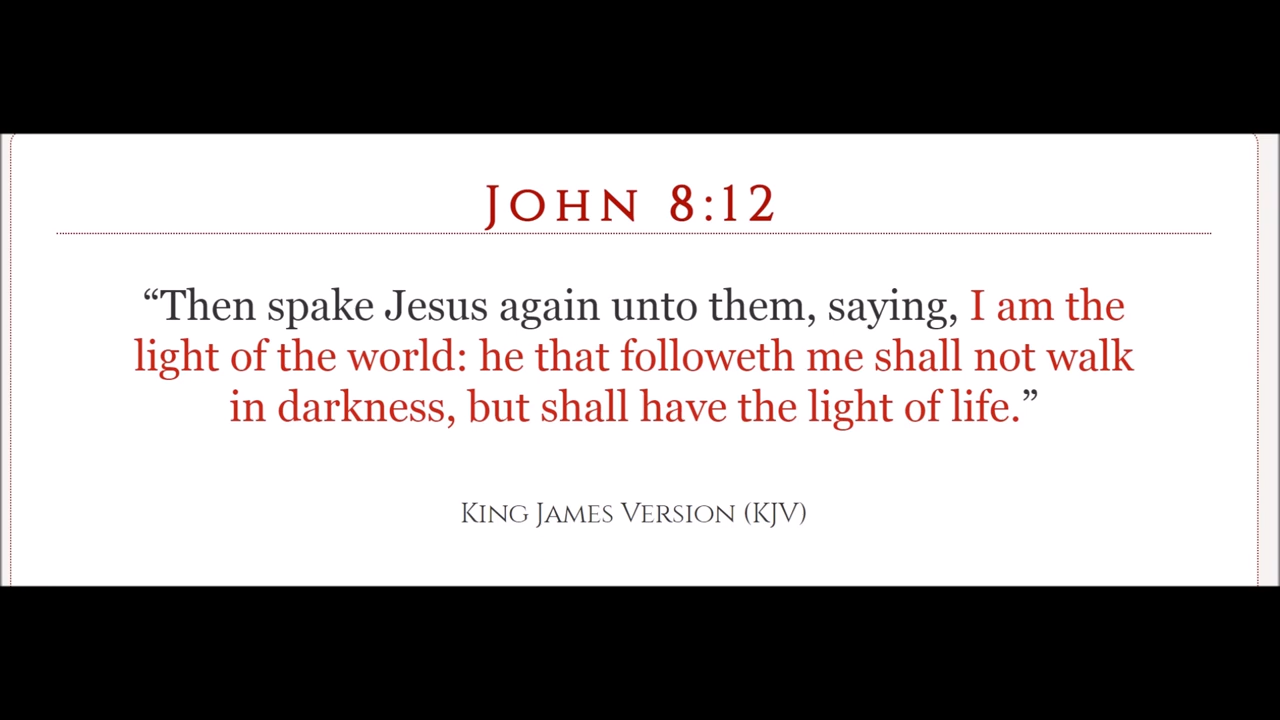 John 8:12
“Then spake Jesus again unto them, saying, I am the
light of the world: he that followeth me shall not walk
in darkness, but shall have the light of life.”
King James Version (KJV)